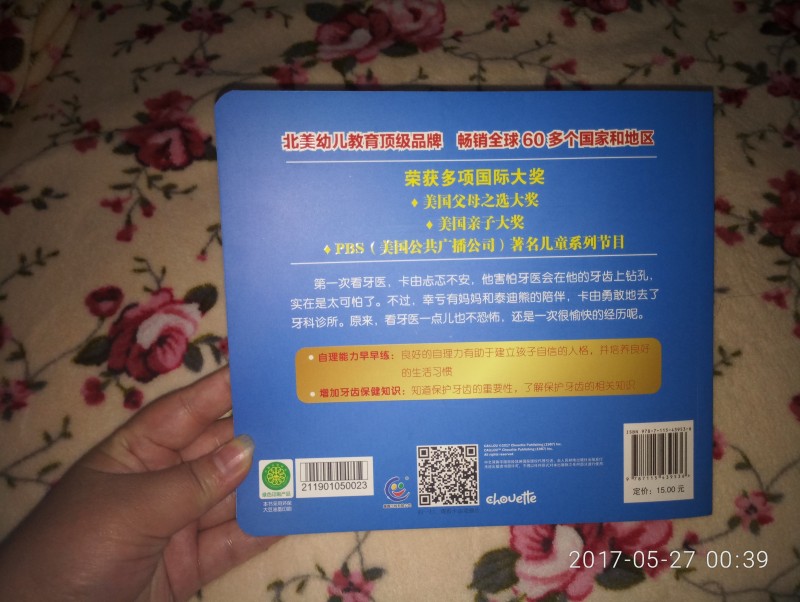 北美幼儿教育顶级品牌 畅销全球60多个国家和地区
荣获多项国际大奖
♦ 美国父母之选大奖
♦ 美国亲子大奖
♦ PBS（美国公共广播公司）著名儿童系列节目
第一次看牙医，卡由忐忑不安，他害怕牙医会在他的牙齿上钻孔，
实在是太可怕了。不过，幸亏有妈妈和泰迪熊的陪伴，卡由勇敢地去了
牙科诊所。原来，看牙医一点儿也不恐怖，还是一次很愉快的经历呢。
• 自理能力早早练：良好的自理力有助于建立孩子自信的人格，并培养良好
的生活习惯
• 增加牙齿保健知识：知道保护牙齿的重要性，了解保护牙齿的相关知识
绿色印刷产品
211901050023
chouette
定价：15.00 元
2017-05-27 00:39